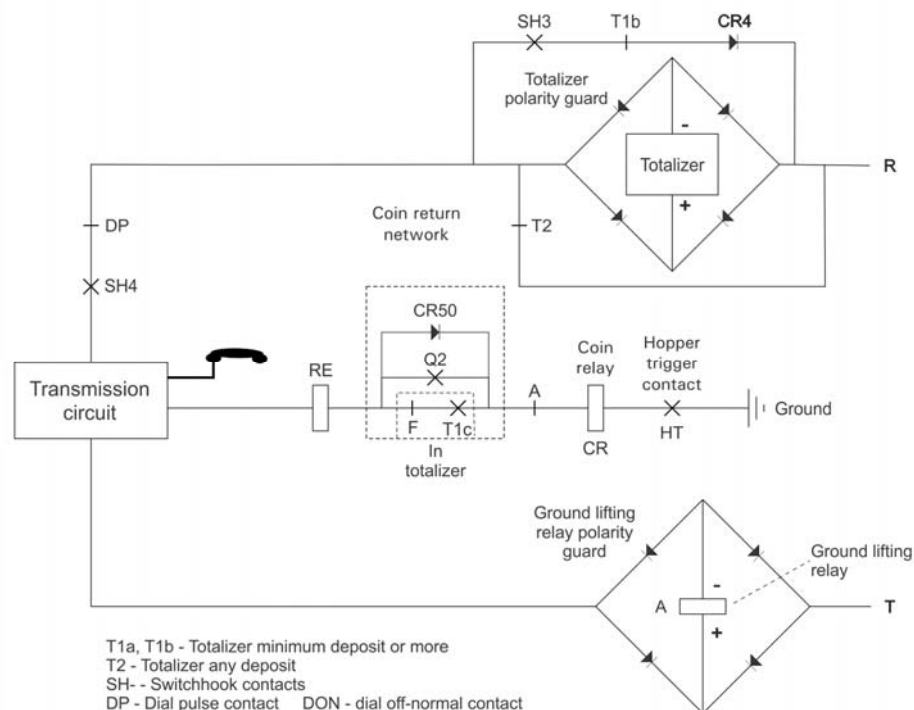 SH3 T1b CR4
Totalizer
polarity guard
-
Totalizer
R
+
DP
Coin return
network
T2
SH4
CR50
Transmission
circuit
RE
Q2
Coin
relay
Hopper
trigger
contact
F T1c
A
CR
HT
Ground
In
totalizer
Ground lifting
relay polarity
guard
Ground lifting
relay
-
A
+
T
T1a, T1b - Totalizer minimum deposit or more
T2 - Totalizer any deposit
SH- - Switchhook contacts
DP - Dial pulse contact DON - dial off-normal contact